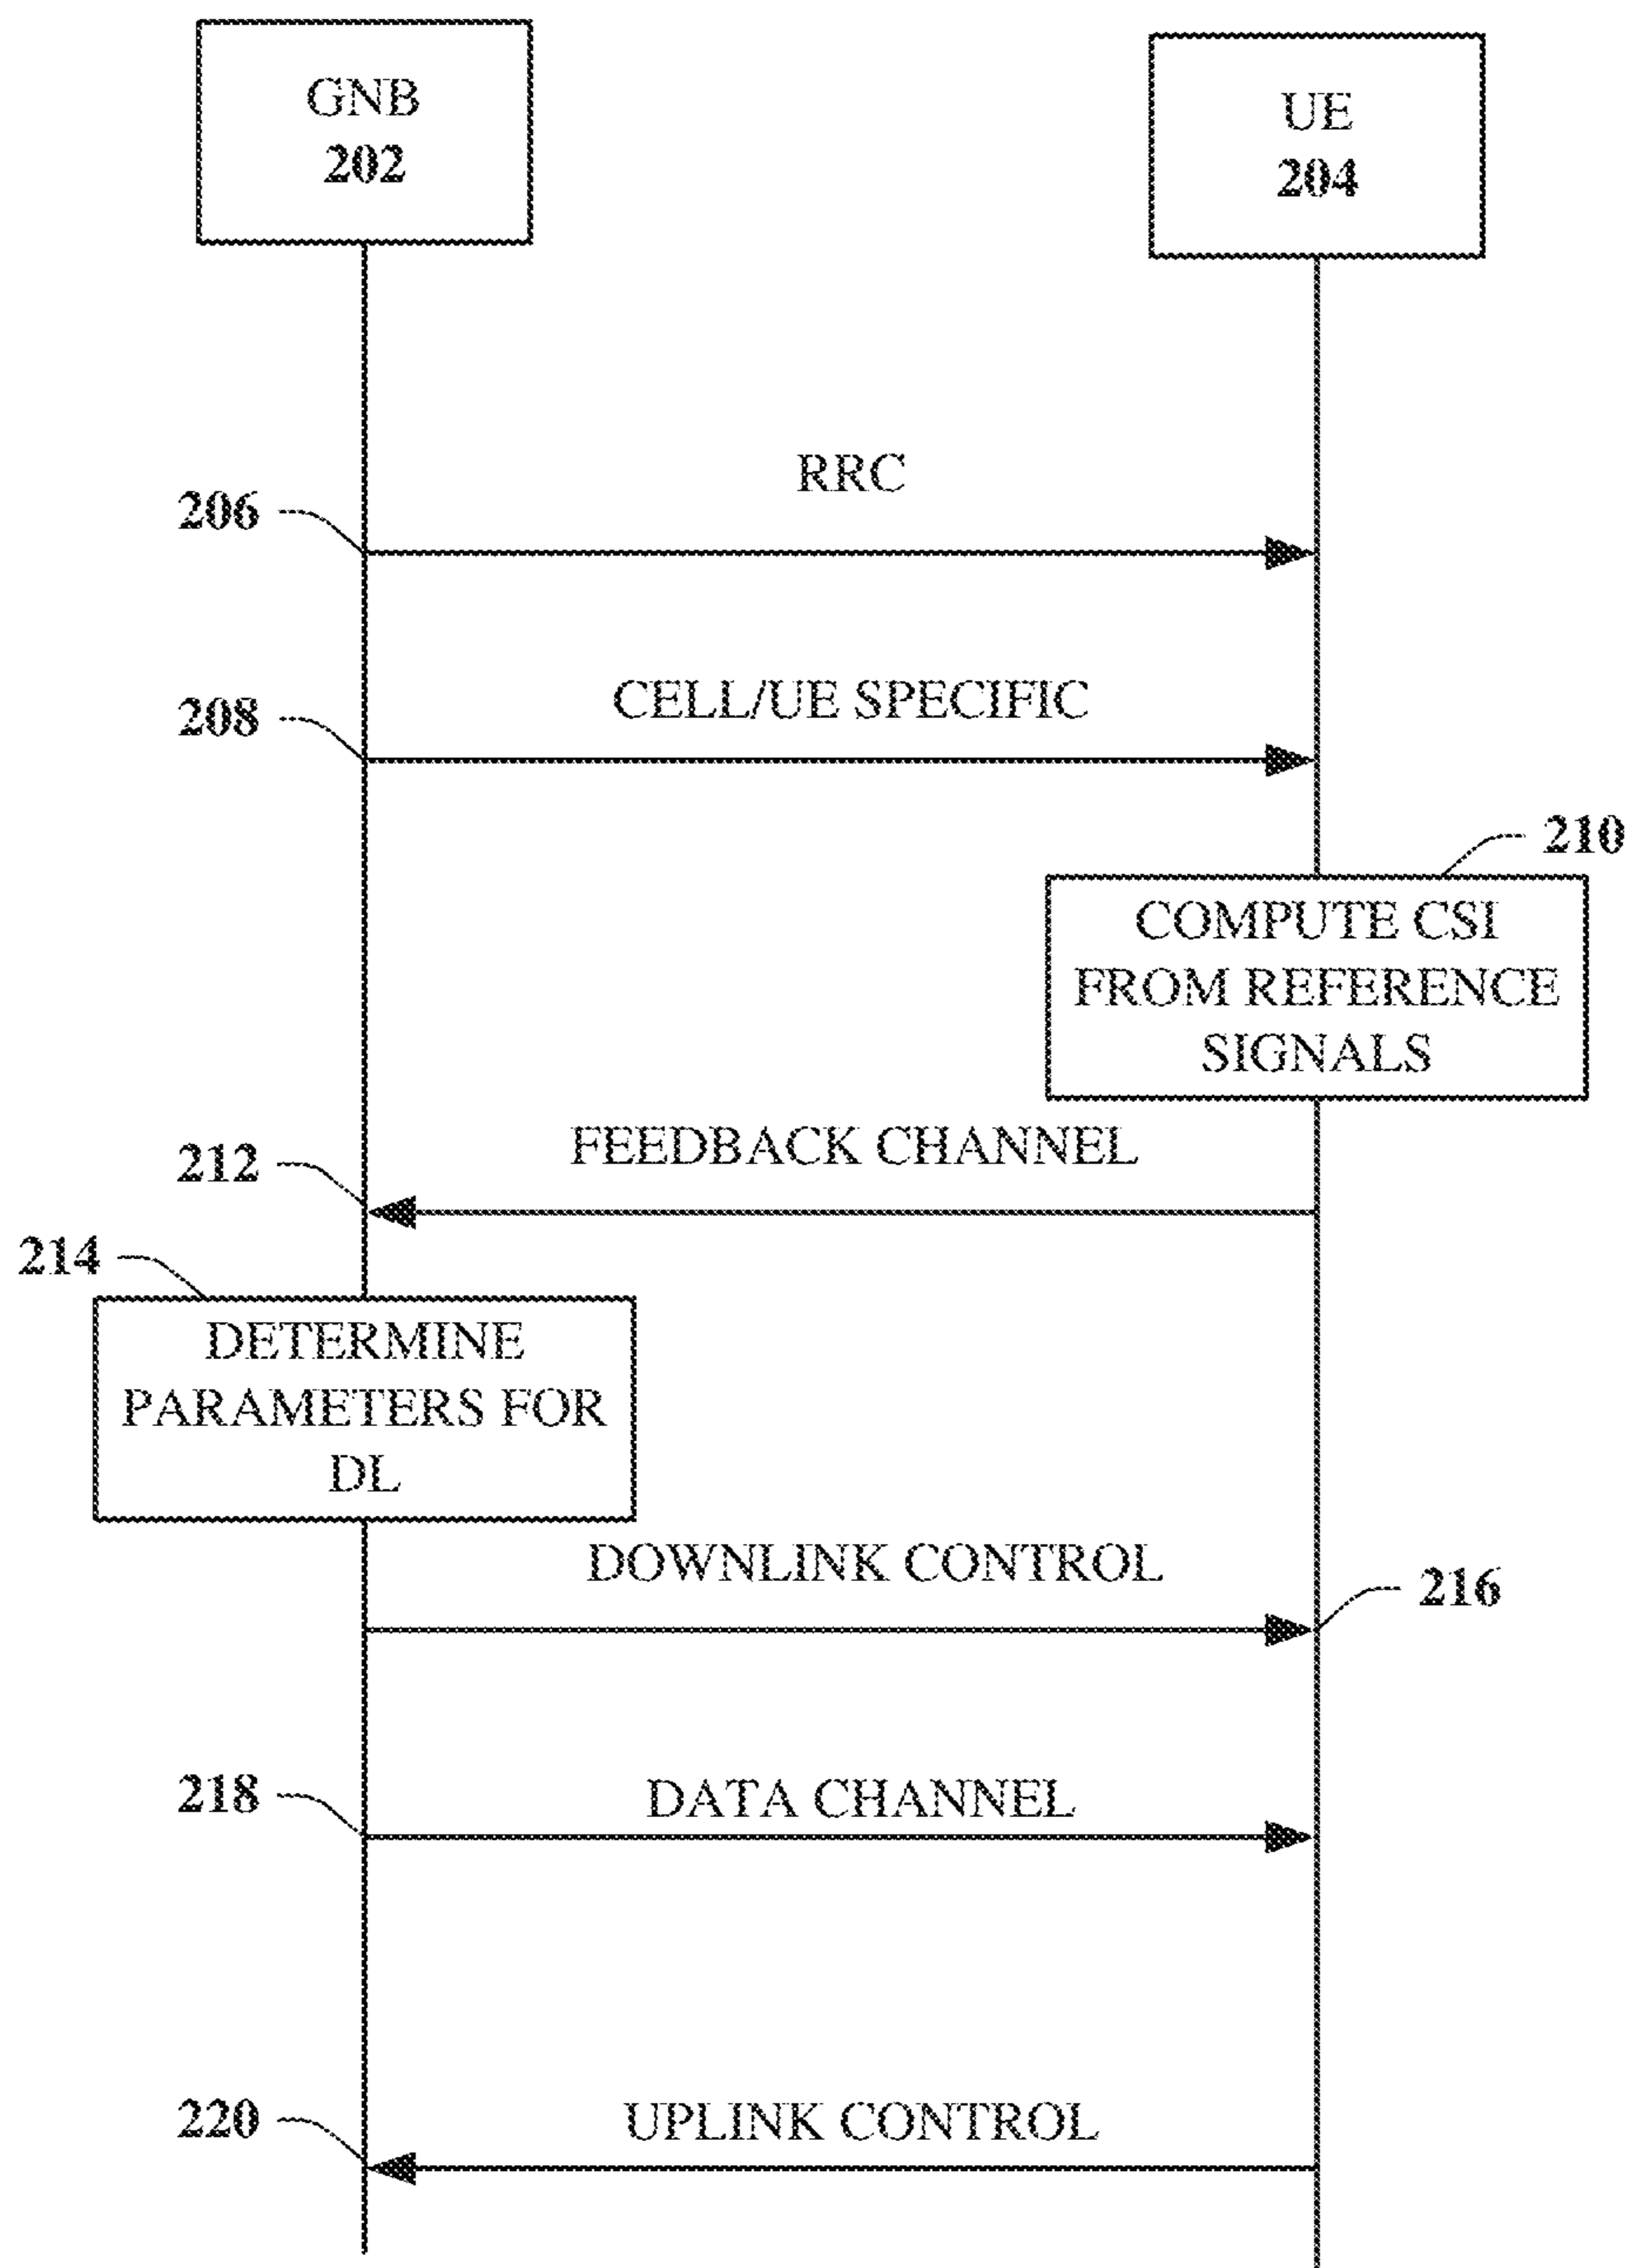 GNB
202
UE
204
RRC
206
CELL/UE SPECIFIC
208
210
COMPUTE CSI
FROM REFERENCE
SIGNALS
FEEDBACK CHANNEL
212
214
DETERMINE
PARAMETERS FOR
DL
DOWNLINK CONTROL
216
DATA CHANNEL
218
UPLINK CONTROL
220